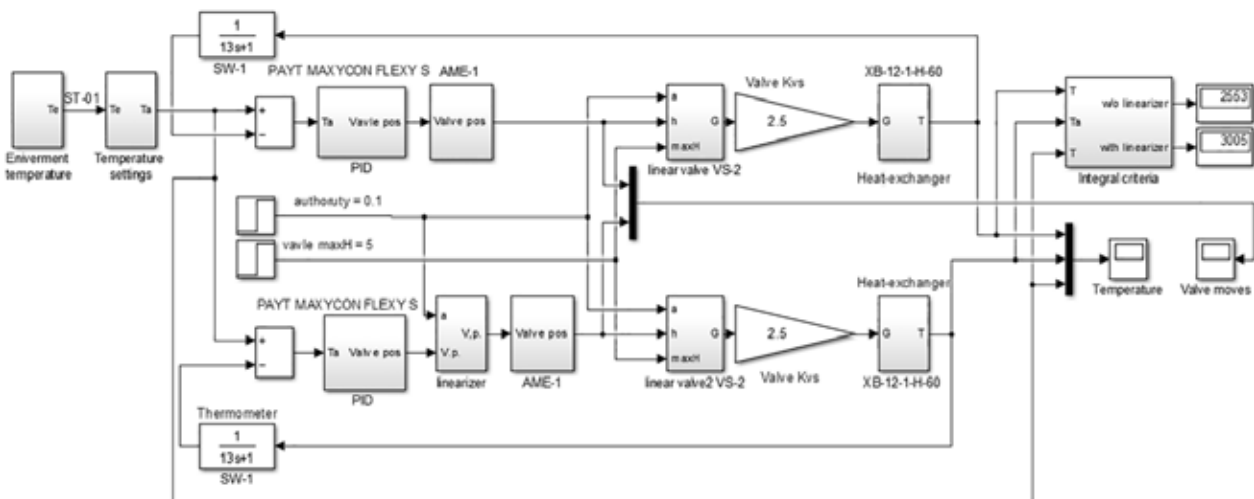 1
13s+1
SW-1
PAYT MAXYCON FLEXY S
AME-1
Valve Kvs
XB-12-1-H-60
Te
ST-01
Te
Ta
+
−
Ta
Vavle pos
Valve pos
a
h
maxH
G
2.5
G
T
T
Ta
T
w/o linearizer
with linearizer
2553
3005
Eniverment
temperature
Temperature
settings
PID
linear valve VS-2
Heat-exchanger
Integral criteria
authoruty = 0.1
vavle maxH = 5
PAYT MAXYCON FLEXY S
Heat-exchanger
Temperature
Valve moves
+
−
Ta
Valve pos
a
V.p.
V.p.
Valve pos
a
h
maxH
G
2.5
G
T
PID
linearizer
AME-1
linear valve2 VS-2
Valve Kvs
XB-12-1-H-60
Thermometer
1
13s+1
SW-1